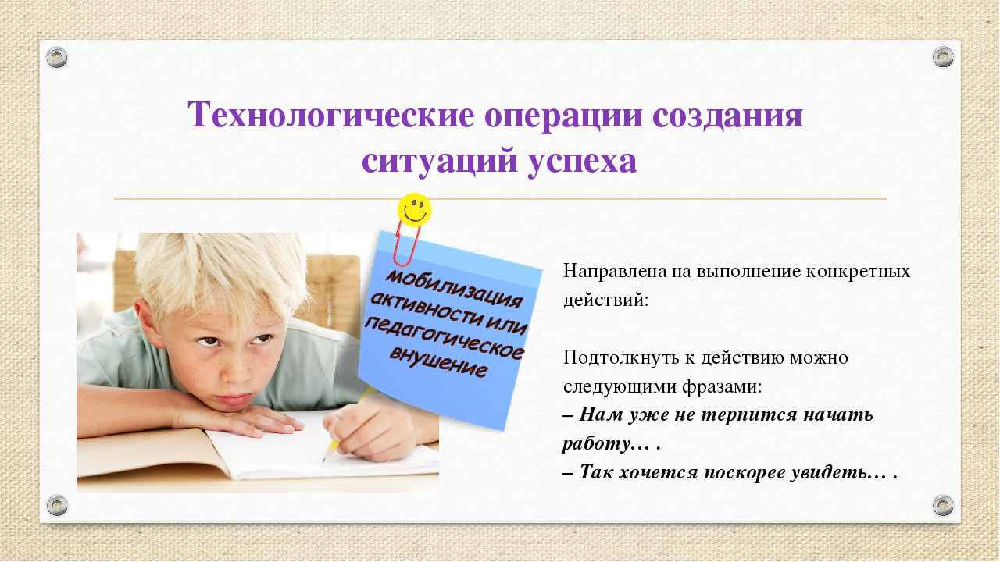 Технологические операции создания
ситуаций успеха
мобилизация
активности или
педагогическое
внушение
Направлена на выполнение конкретных
действий:
Подтолкнуть к действию можно
следующими фразами:
– Нам уже не терпится начать
работу… .
– Так хочется поскорее увидеть… .